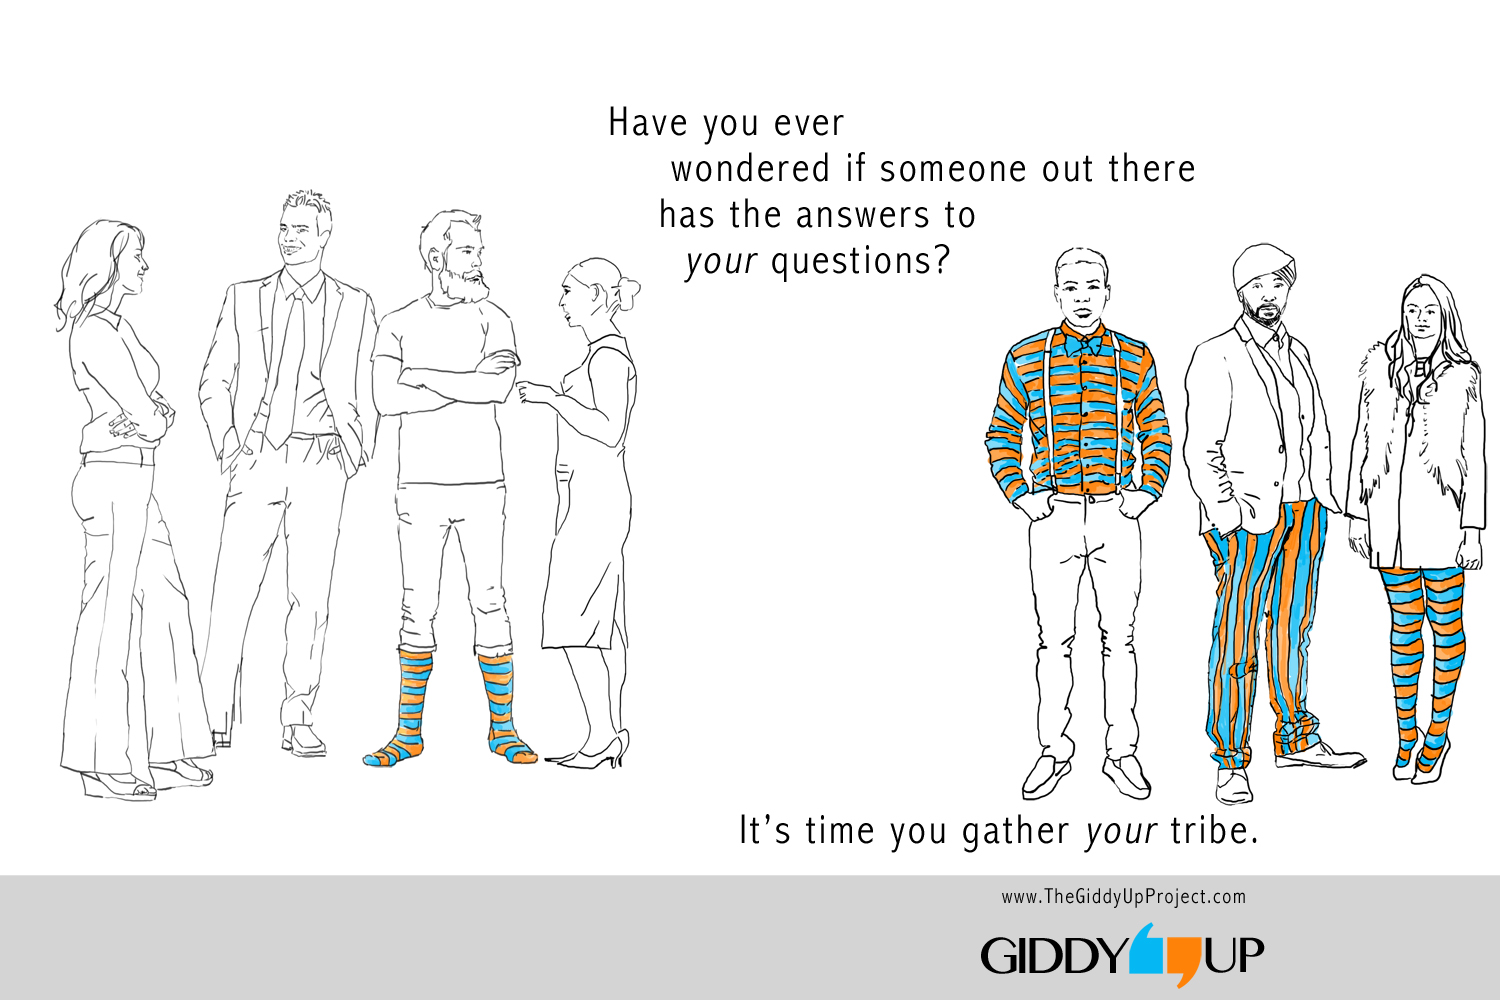 Have you ever
wondered if someone out there
has the answers to
your questions?
It's time you gather your tribe.
www.TheGiddyUpProject.com
GIDDY UP